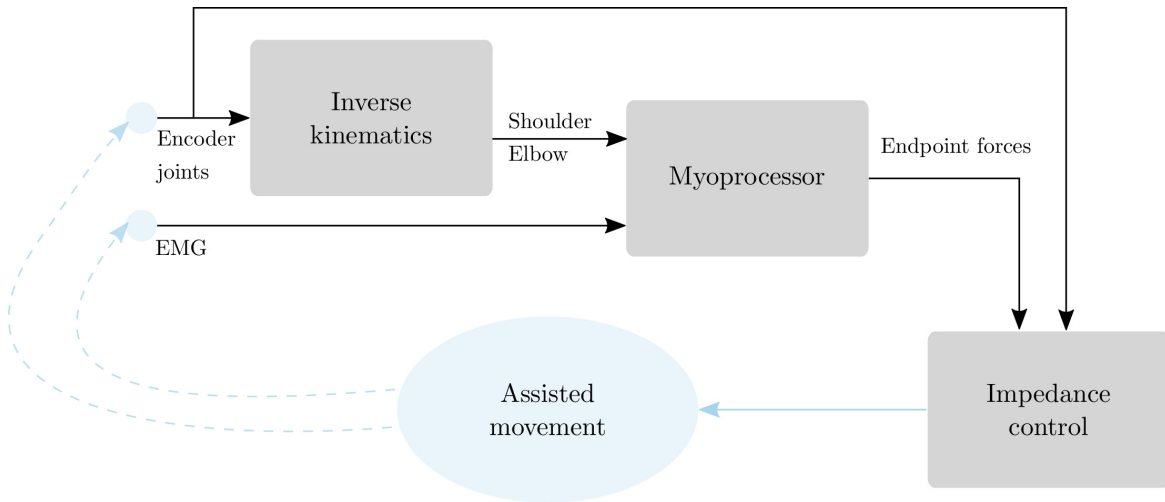 Inverse
kinematics
Encoder
joints
Shoulder
Elbow
Myoprocessor
Endpoint forces
EMG
Assisted
movement
Impedance
control